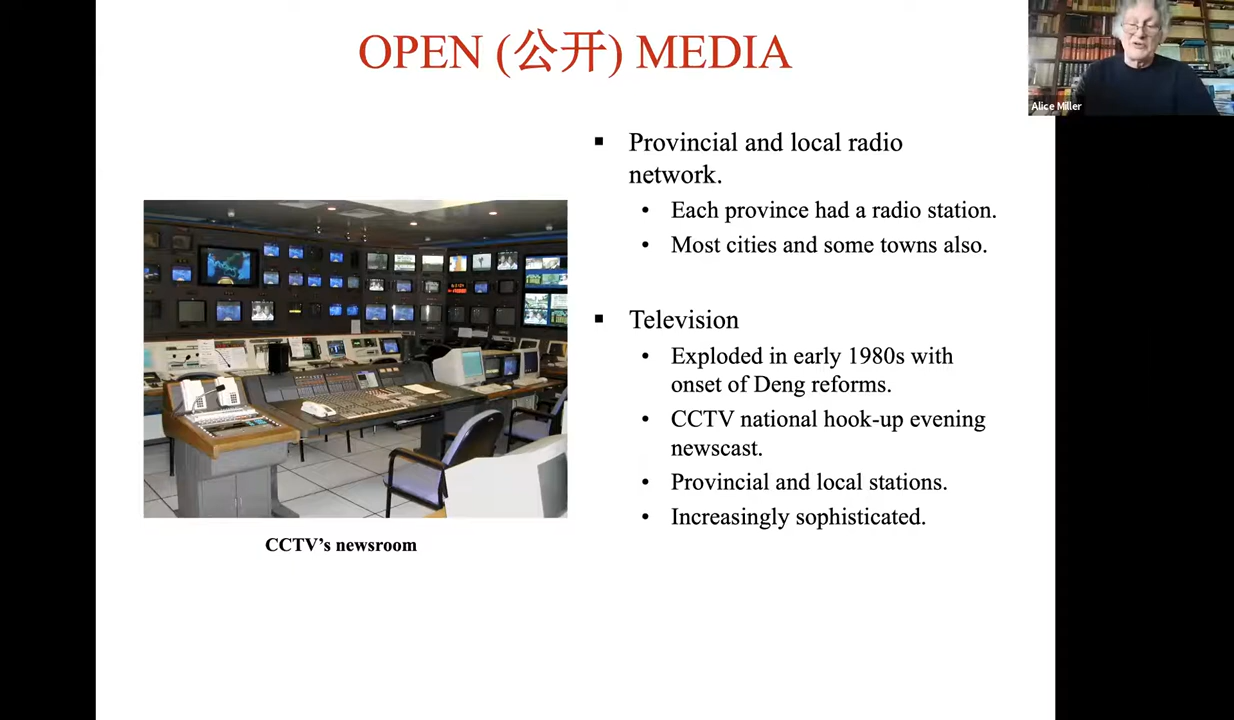 OPEN (公开) MEDIA
Alice Miller
▪ Provincial and local radio
network.
• Each province had a radio station.
• Most cities and some towns also.
▪ Television
• Exploded in early 1980s with
onset of Deng reforms.
• CCTV national hook-up evening
newscast.
• Provincial and local stations.
• Increasingly sophisticated.
CCTV’s newsroom